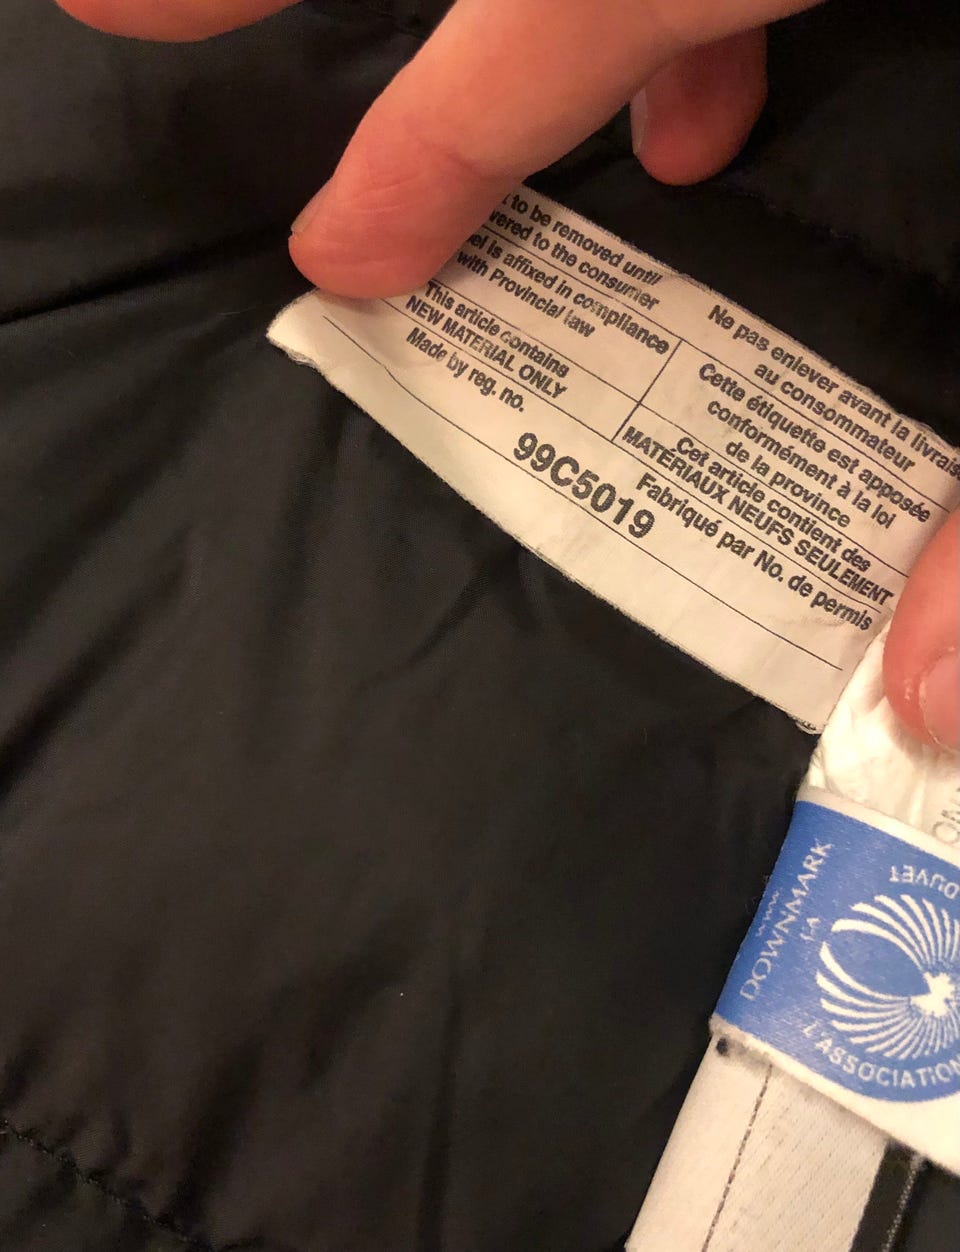 to be removed until
vered to the consumer
el is affixed in compliance
with Provincial law
This article contains
NEW MATERIAL ONLY
Made by reg. no.
99C5019
Ne pas enlever avant la livrais
au consommateur
Cette étiquette est apposée
conformément à la loi
de la province
Cet article contient des
MATÉRIAUX NEUFS SEULEMENT
Fabriqué par No. de permis
DOWNMARK
LA
DUVET
L'ASSOCIATION